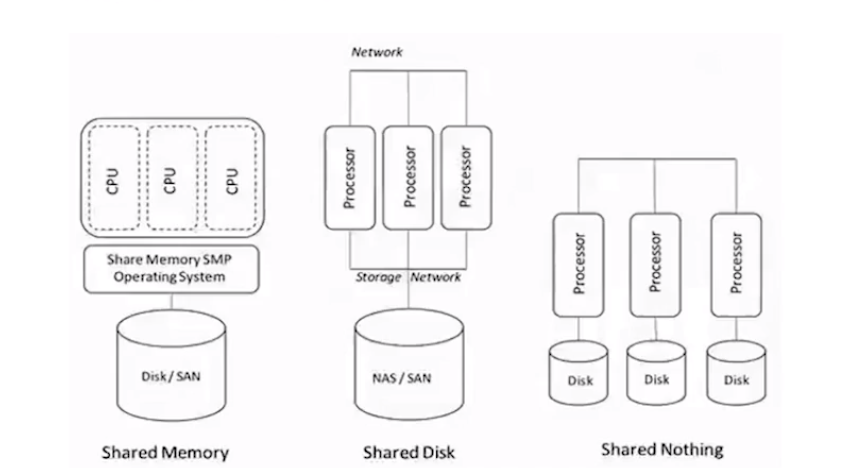 Network
CPU
CPU
CPU
Processor
Processor
Processor
Share Memory SMP
Operating System
Storage Network
Processor
Processor
Processor
Disk/ SAN
NAS / SAN
Disk
Disk
Disk
Shared Memory
Shared Disk
Shared Nothing